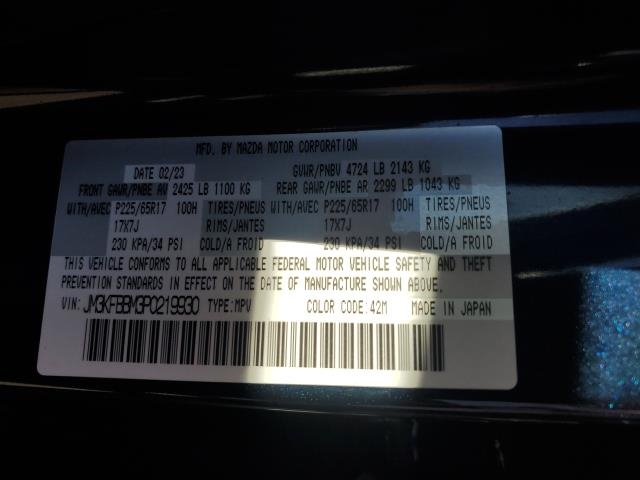 MFD. BY MAZDA MOTOR CORPORATION
DATE 02/23 GVWR/PNBV 4724 LB 2143 KG
FRONT GAWR/PNBE AV 2425 LB 1100 KG REAR GAWR/PNBE AR 2299 LB 1043 KG
WITH/AVEC P225/65R17 100H TIRES/PNEUS WITH/AVEC P225/65R17 100H TIRES/PNEUS
17X7J RIMS/JANTES 17X7J RIMS/JANTES
230 KPA/34 PSI COLD/A FROID 230 KPA/34 PSI COLD/A FROID
THIS VEHICLE CONFORMS TO ALL APPLICABLE FEDERAL MOTOR VEHICLE SAFETY AND THEFT
PREVENTION STANDARDS IN EFFECT ON THE DATE OF MANUFACTURE SHOWN ABOVE.
VIN: JM3KFBBM3P0219930 TYPE: MPV COLOR CODE: 42M MADE IN JAPAN